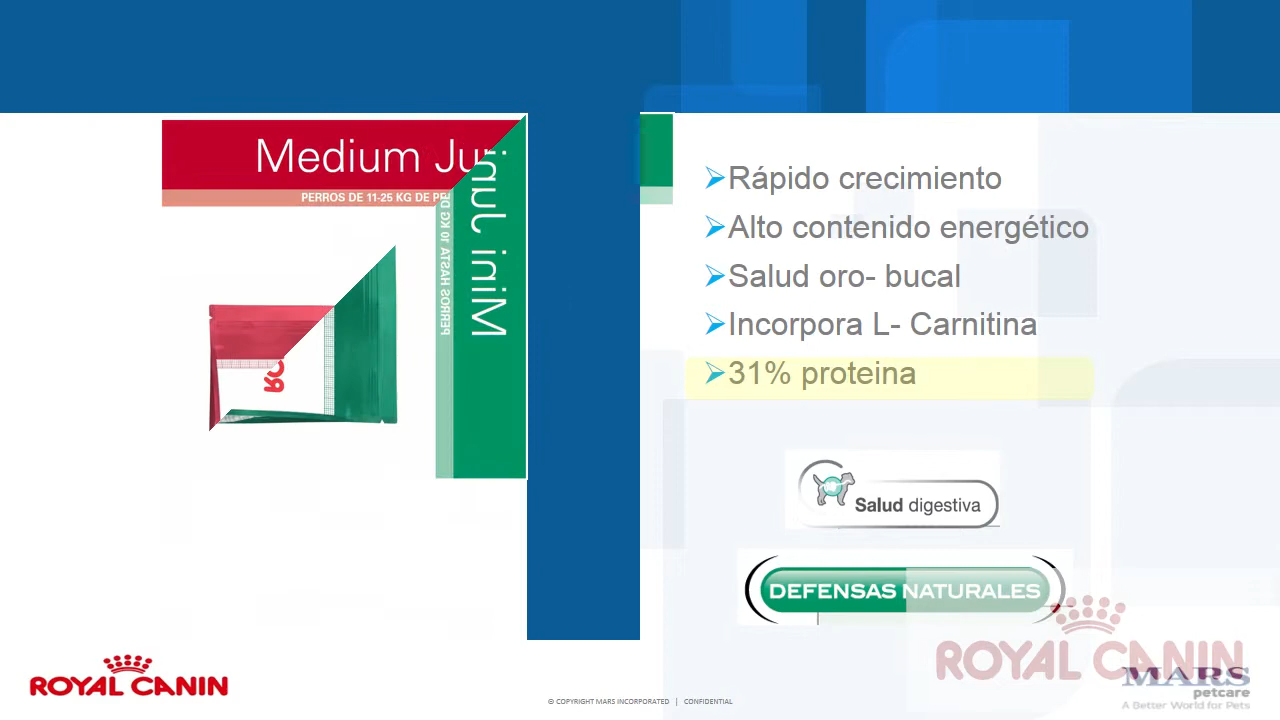 Medium Ju
PERROS DE 11-25 KG DE PE
Mini Juni
PERROS HASTA 10 KG D
Rápido crecimiento
Alto contenido energético
Salud oro- bucal
Incorpora L- Carnitina
31% proteina
Salud digestiva
DEFENSAS NATURALES
ROYAL CANIN
MARS
petcare
A Better World for Pets
ROYAL CANIN
© COPYRIGHT MARS INCORPORATED | CONFIDENTIAL